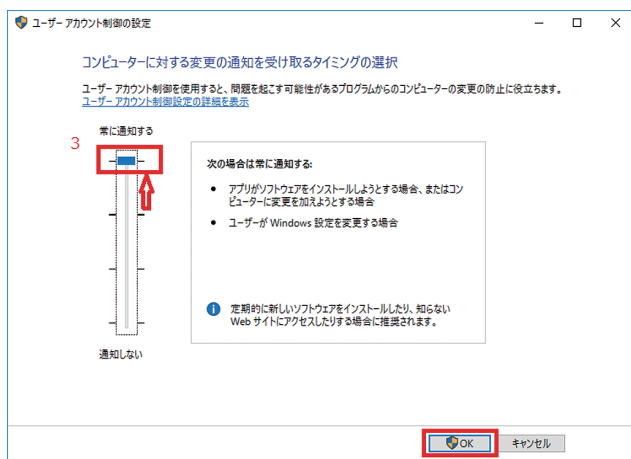 ユーザー アカウント制御の設定
コンピューターに対する変更の通知を受け取るタイミングの選択
ユーザー アカウント制御を使用すると、問題を起こす可能性があるプログラムからのコンピューターの変更の防止に役立ちます。
ユーザー アカウント制御設定の詳細を表示
常に通知する
3
次の場合は常に通知する:
• アプリがソフトウェアをインストールしようとする場合、またはコン
ピューターに変更を加えようとする場合
• ユーザーが Windows 設定を変更する場合
定期的に新しいソフトウェアをインストールしたり、知らない
Web サイトにアクセスしたりする場合に推奨されます。
通知しない
OK
キャンセル